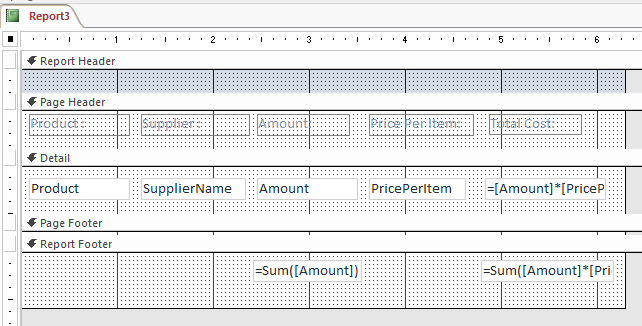 Report3
1 2 3 4 5 6
Report Header
Page Header
Product : Supplier : Amount: Price Per Item: Total Cost:
Detail
Product SupplierName Amount PricePerItem =[Amount]*[PriceP
Page Footer
Report Footer
=Sum([Amount]) =Sum([Amount]*[Pri